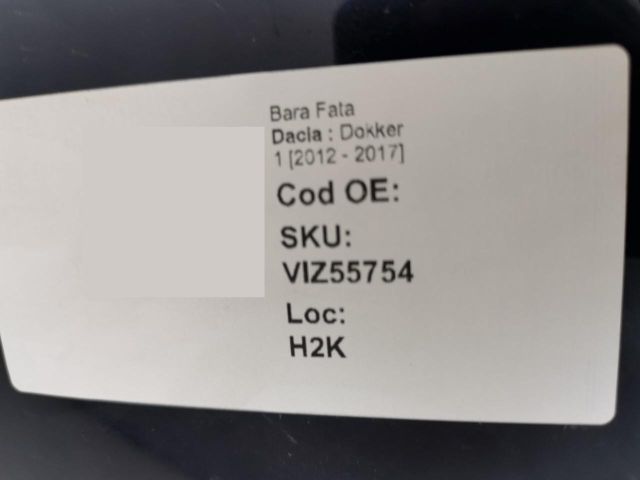 Bara Fata
Dacia : Dokker
1 [2012 - 2017]
Cod OE:
SKU:
VIZ55754
Loc:
H2K